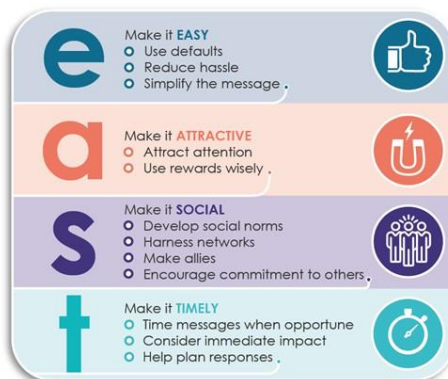 e
Make it EASY
Use defaults
Reduce hassle
Simplify the message
a
Make it ATTRACTIVE
Attract attention
Use rewards wisely
s
Make it SOCIAL
Develop social norms
Harness networks
Make allies
Encourage commitment to others
t
Make it TIMELY
Time messages when opportune
Consider immediate impact
Help plan responses